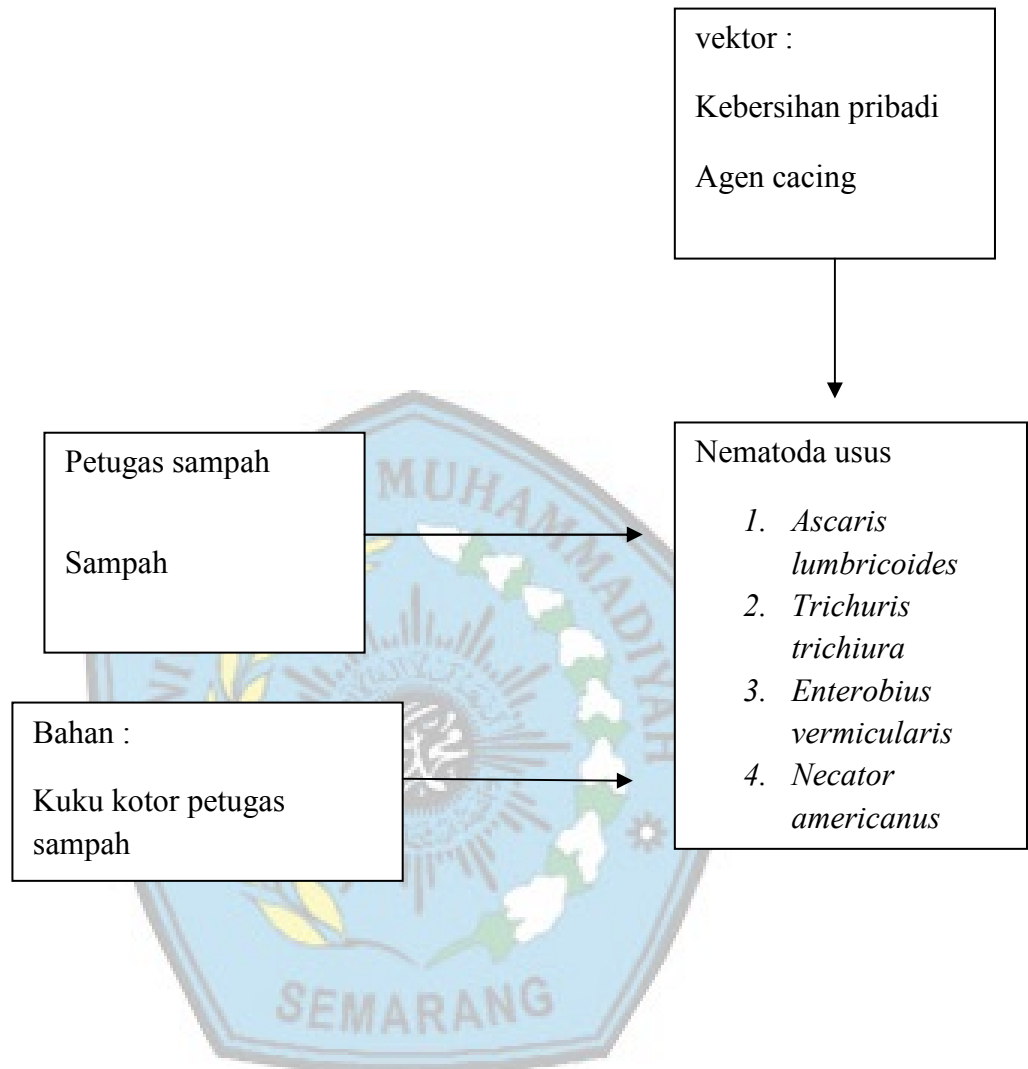 vektor :
Kebersihan pribadi
Agen cacing
Petugas sampah
Sampah
Bahan :
Kuku kotor petugas
sampah
Nematoda usus
1. Ascaris
lumbricoides
2. Trichuris
trichiura
3. Enterobius
vermicularis
4. Necator
americanus
MUHAMMADIYAH
SEMARANG